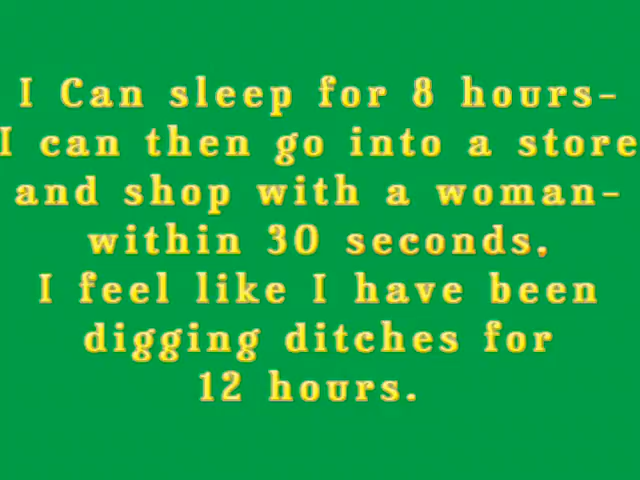 I Can sleep for 8 hours-
I can then go into a store
and shop with a woman-
within 30 seconds,
I feel like I have been
digging ditches for
12 hours.